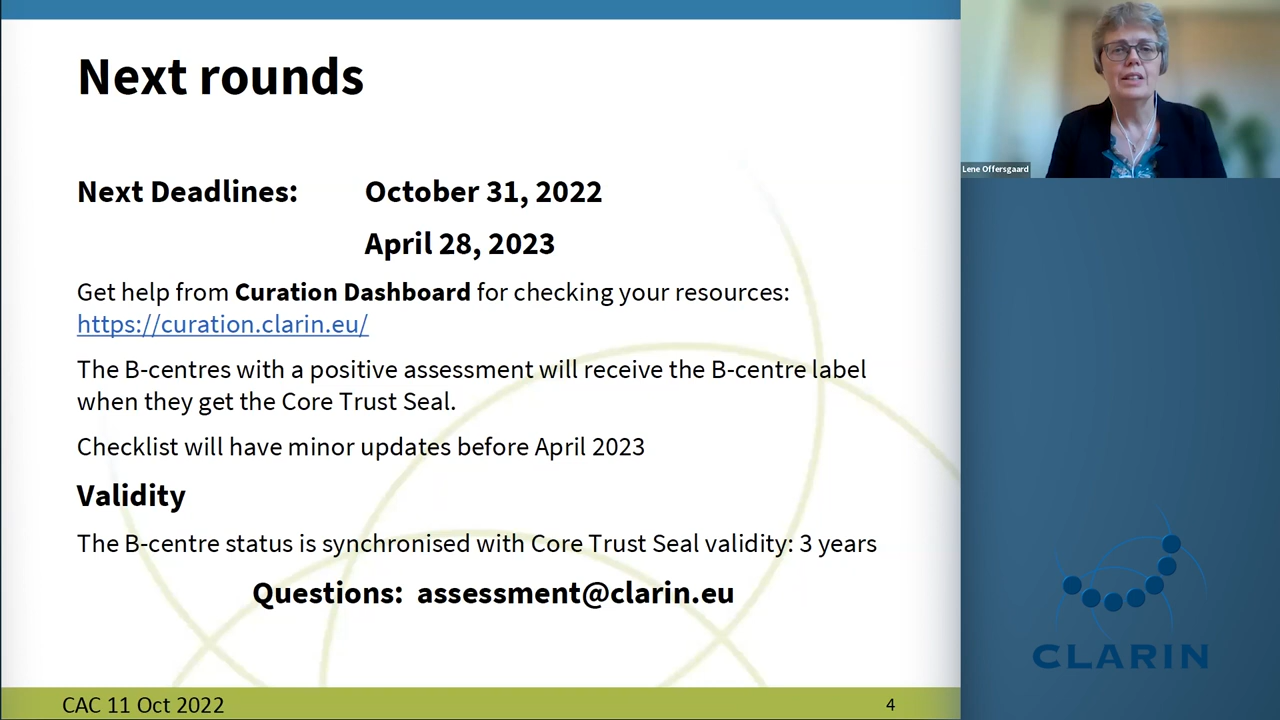 Next rounds
Next Deadlines: October 31, 2022
April 28, 2023
Get help from Curation Dashboard for checking your resources:
https://curation.clarin.eu/
The B-centres with a positive assessment will receive the B-centre label
when they get the Core Trust Seal.
Checklist will have minor updates before April 2023
Validity
The B-centre status is synchronised with Core Trust Seal validity: 3 years
Questions: assessment@clarin.eu
CAC 11 Oct 2022
4
Lene Offersgaard
CLARIN